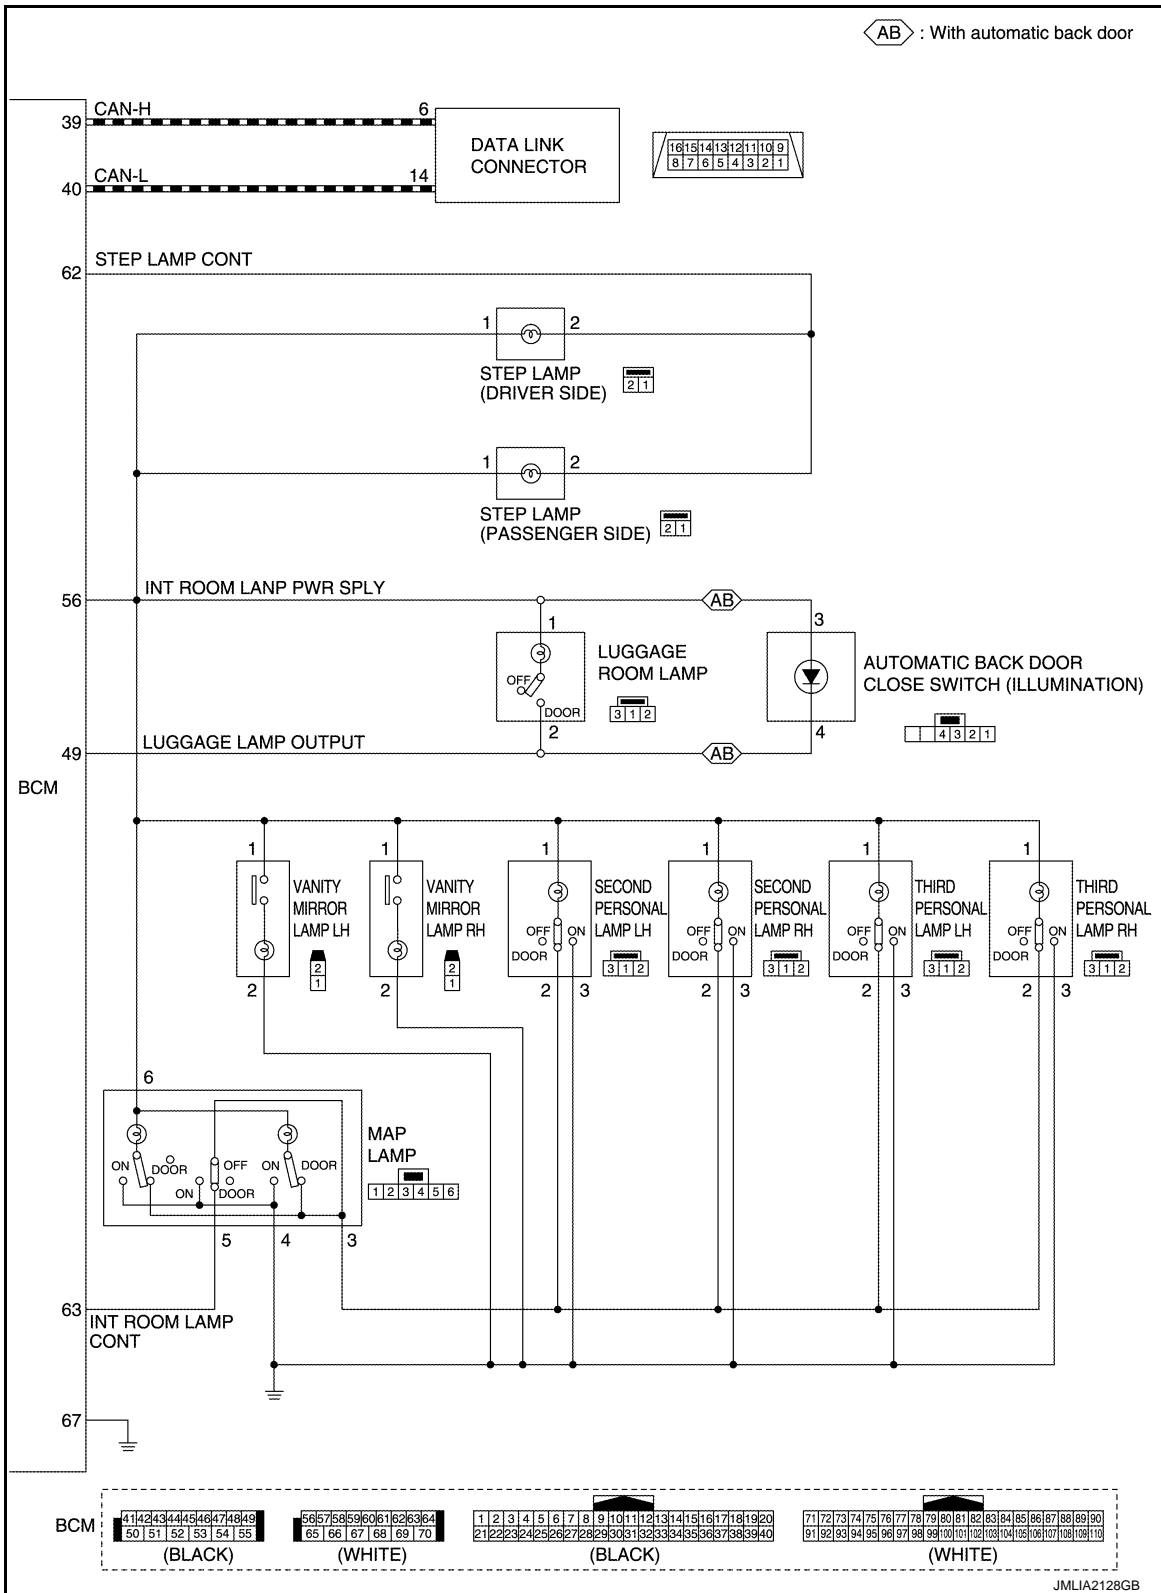 AB : With automatic back door
39 CAN-H 6
DATA LINK
CONNECTOR
16 15 14 13 12 11 10 9
8 7 6 5 4 3 2 1
40 CAN-L 14
62 STEP LAMP CONT
1 2
STEP LAMP
(DRIVER SIDE)
2 1
1 2
STEP LAMP
(PASSENGER SIDE)
2 1
56 INT ROOM LANP PWR SPLY AB
1
OFF
DOOR
2
LUGGAGE
ROOM LAMP
3 1 2
3
4
AUTOMATIC BACK DOOR
CLOSE SWITCH (ILLUMINATION)
4 3 2 1
49 LUGGAGE LAMP OUTPUT AB
BCM
1
VANITY
MIRROR
LAMP LH
2
1
2
1
VANITY
MIRROR
LAMP RH
2
1
2
1
OFF ON
DOOR
SECOND
PERSONAL
LAMP LH
3 1 2
2 3
1
OFF ON
DOOR
SECOND
PERSONAL
LAMP RH
3 1 2
2 3
1
OFF ON
DOOR
THIRD
PERSONAL
LAMP LH
3 1 2
2 3
1
OFF ON
DOOR
THIRD
PERSONAL
LAMP RH
3 1 2
2 3
6
ON DOOR OFF ON DOOR
ON DOOR
MAP
LAMP
1 2 3 4 5 6
5 4 3
63
INT ROOM LAMP
CONT
67
BCM
41 42 43 44 45 46 47 48 49
50 51 52 53 54 55
(BLACK)
56 57 58 59 60 61 62 63 64
65 66 67 68 69 70
(WHITE)
1 2 3 4 5 6 7 8 9 10 11 12 13 14 15 16 17 18 19 20
21 22 23 24 25 26 27 28 29 30 31 32 33 34 35 36 37 38 39 40
(BLACK)
71 72 73 74 75 76 77 78 79 80 81 82 83 84 85 86 87 88 89 90
91 92 93 94 95 96 97 98 99 100 101 102 103 104 105 106 107 108 109 110
(WHITE)
JMLIA2128GB